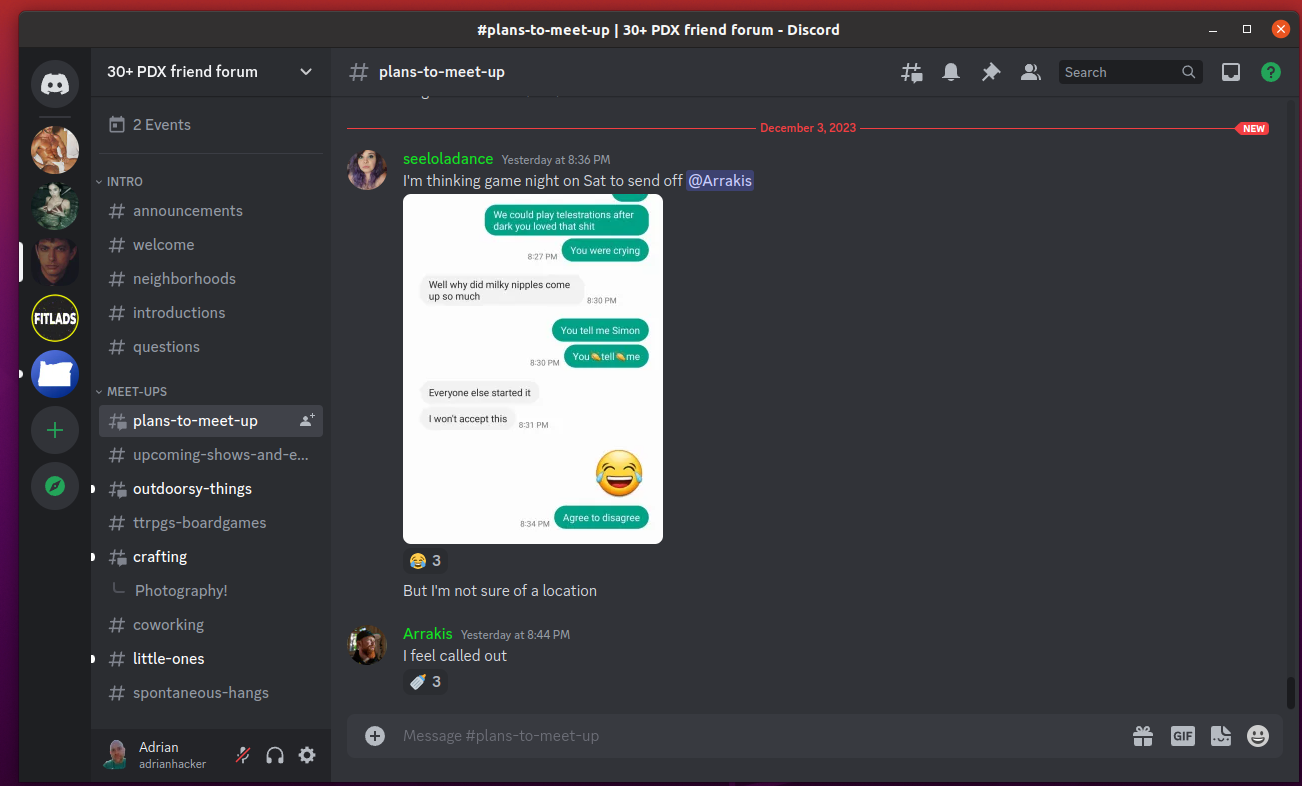 #plans-to-meet-up | 30+ PDX friend forum - Discord
30+ PDX friend forum
2 Events
INTRO
announcements
welcome
neighborhoods
introductions
questions
MEET-UPS
plans-to-meet-up
upcoming-shows-and-e...
outdoorsy-things
ttrpgs-boardgames
crafting
Photography!
coworking
little-ones
spontaneous-hangs
FITLADS
Adrian
adrianhacker
plans-to-meet-up
Search
December 3, 2023
NEW
seeloladance Yesterday at 8:36 PM
I'm thinking game night on Sat to send off @Arrakis
We could play telestrations after
dark you loved that shit
8:27 PM You were crying
Well why did milky nipples come
up so much
8:30 PM
You tell me Simon
8:30 PM You👏tell👏me
Everyone else started it
I won't accept this 8:31 PM
😂
8:34 PM Agree to disagree
😂 3
But I'm not sure of a location
Arrakis Yesterday at 8:44 PM
I feel called out
🍼 3
Message #plans-to-meet-up
GIF